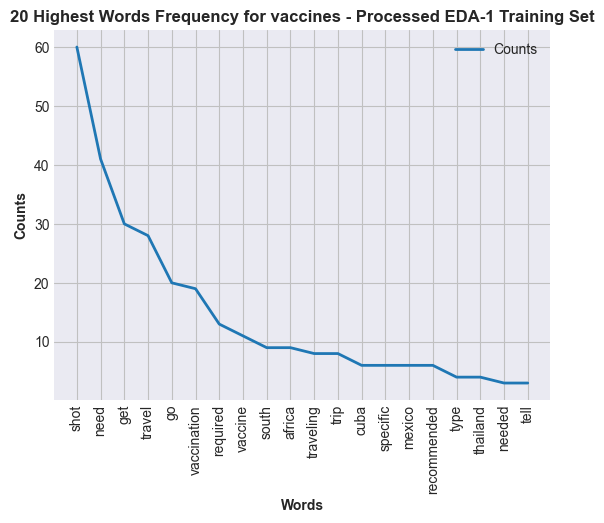 20 Highest Words Frequency for vaccines - Processed EDA-1 Training Set
Counts
60
50
40
30
20
10
Counts
shot
need
get
travel
go
vaccination
required
vaccine
south
africa
traveling
trip
cuba
specific
mexico
recommended
type
thailand
needed
tell
Words